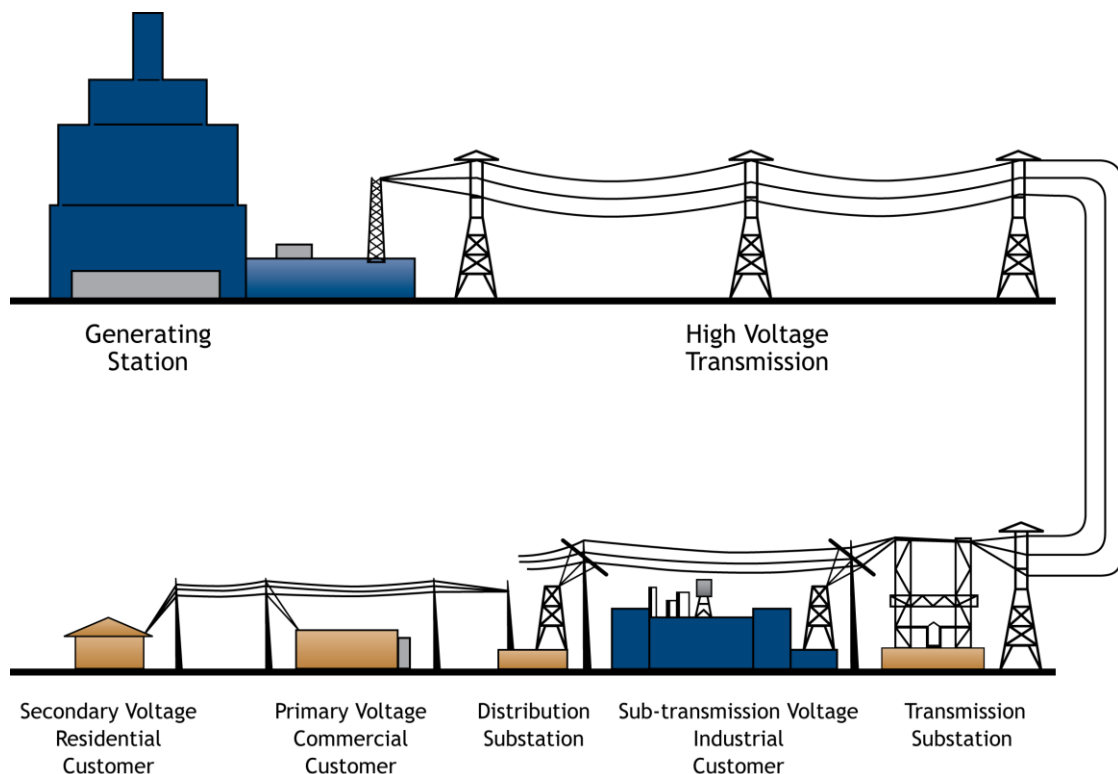 Generating
Station
High Voltage
Transmission
Secondary Voltage
Residential
Customer
Primary Voltage
Commercial
Customer
Distribution
Substation
Sub-transmission Voltage
Industrial
Customer
Transmission
Substation